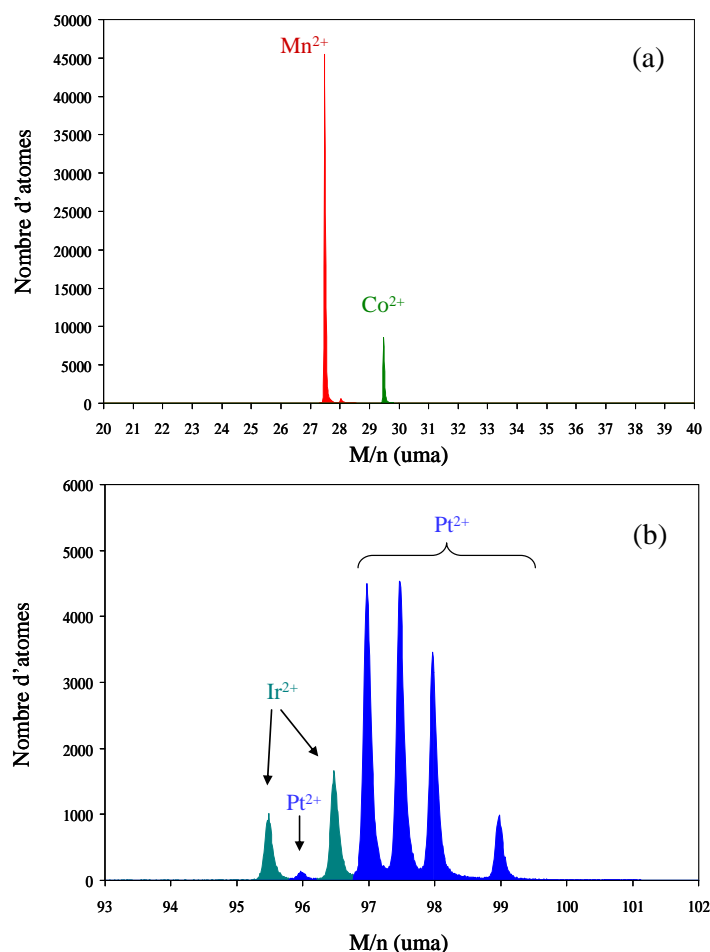 50000
45000
40000
35000
30000
25000
20000
15000
10000
5000
0
Nombre d'atomes
Mn²⁺
(a)
Co²⁺
20 21 22 23 24 25 26 27 28 29 30 31 32 33 34 35 36 37 38 39 40
M/n (uma)
6000
5000
4000
3000
2000
1000
0
Nombre d'atomes
Pt²⁺
(b)
Ir²⁺
Pt²⁺
93 94 95 96 97 98 99 100 101 102
M/n (uma)